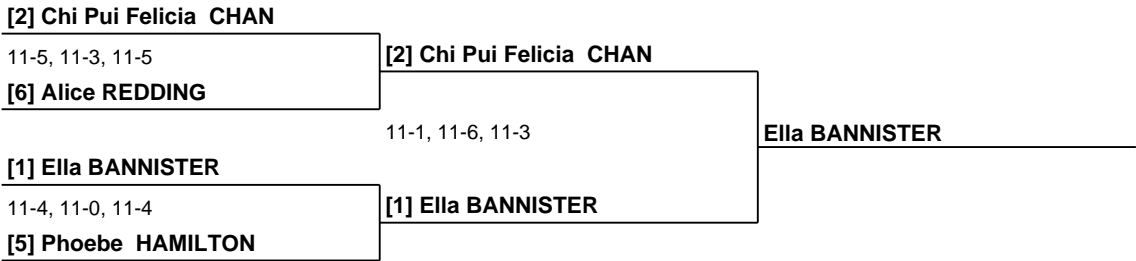 [2] Chi Pui Felicia CHAN
11-5, 11-3, 11-5
[2] Chi Pui Felicia CHAN
[6] Alice REDDING
11-1, 11-6, 11-3
Ella BANNISTER
[1] Ella BANNISTER
11-4, 11-0, 11-4
[1] Ella BANNISTER
[5] Phoebe HAMILTON